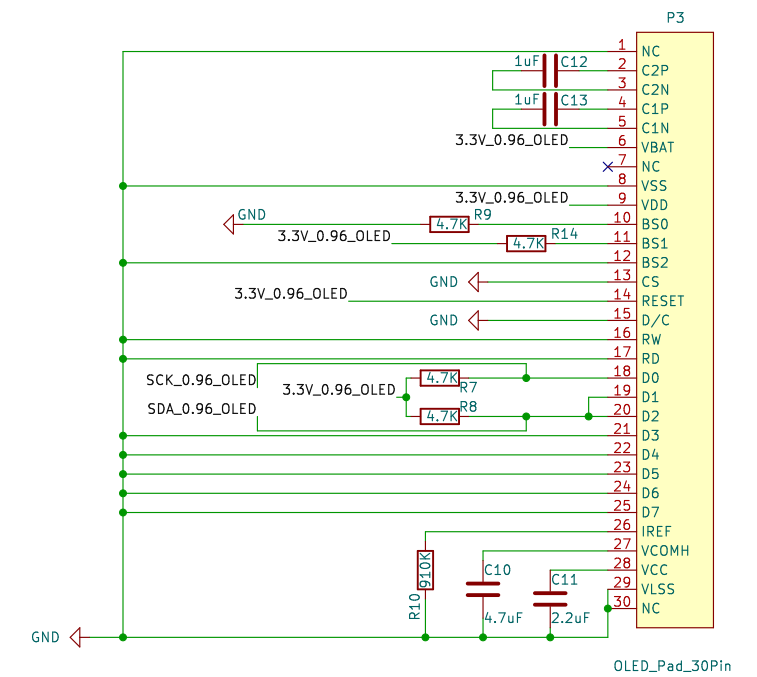 P3
1 NC
1uF C12 2 C2P
3 C2N
1uF C13 4 C1P
5 C1N
3.3V_0.96_OLED 6 VBAT
7 NC
8 VSS
3.3V_0.96_OLED 9 VDD
GND 4.7K R9 10 BS0
3.3V_0.96_OLED 4.7K R14 11 BS1
12 BS2
GND 13 CS
3.3V_0.96_OLED 14 RESET
GND 15 D/C
16 RW
17 RD
SCK_0.96_OLED 4.7K R7 18 D0
3.3V_0.96_OLED 19 D1
SDA_0.96_OLED 4.7K R8 20 D2
21 D3
22 D4
23 D5
24 D6
25 D7
26 IREF
R10 910K 27 VCOMH
C10 28 VCC
C11 29 VLSS
4.7uF 2.2uF 30 NC
GND
OLED_Pad_30Pin